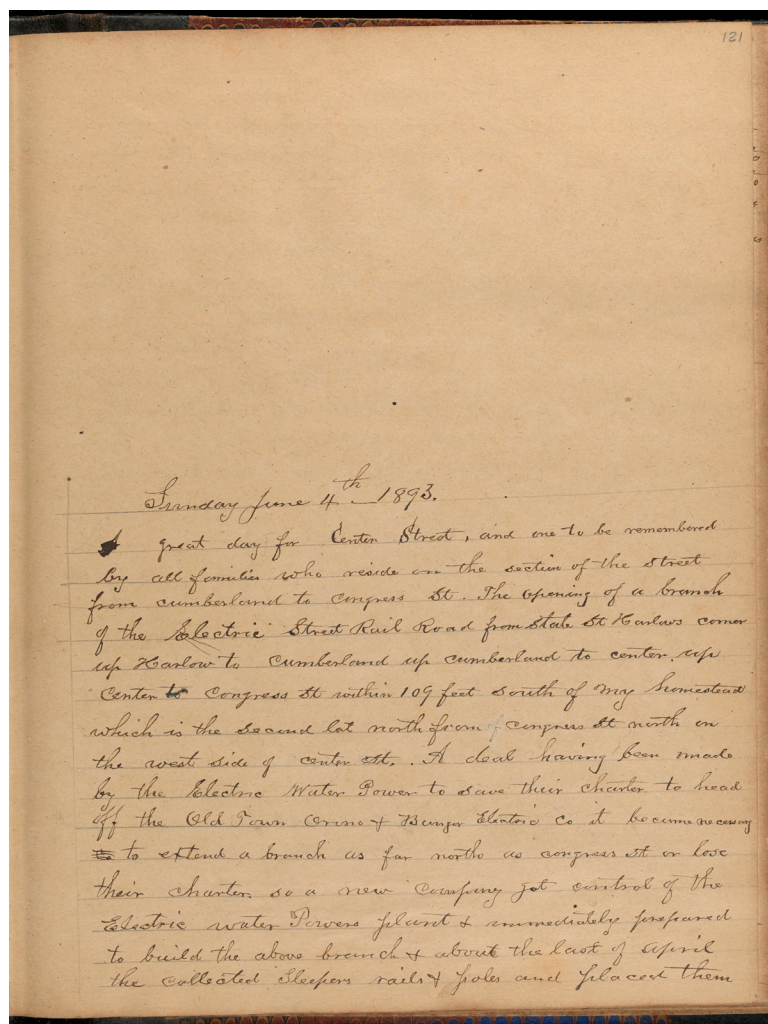 121
Sunday June 4th 1893.
A great day for Center Street, and one to be remembered
by all families who reside on the section of the street
from cumberland to congress St. The opening of a branch
of the Electric Street Rail Road from State St Harlows corner
up Harlow to Cumberland up cumberland to center. up
Center to Congress St within 109 feet south of my homestead
which is the second lot north from of congress St north on
the west side of center St.. A deal having been made
by the Electric Water Power to save their charter to head
off the Old Town Orino & Bangor Electric Co it became necessary
to to extend a branch as far north as congress St or lose
their charter. so a new Company got control of the
Electric water Powers plant & immediately prepared
to build the above branch & about the last of April
the collected Sleepers rails & poles and placed them